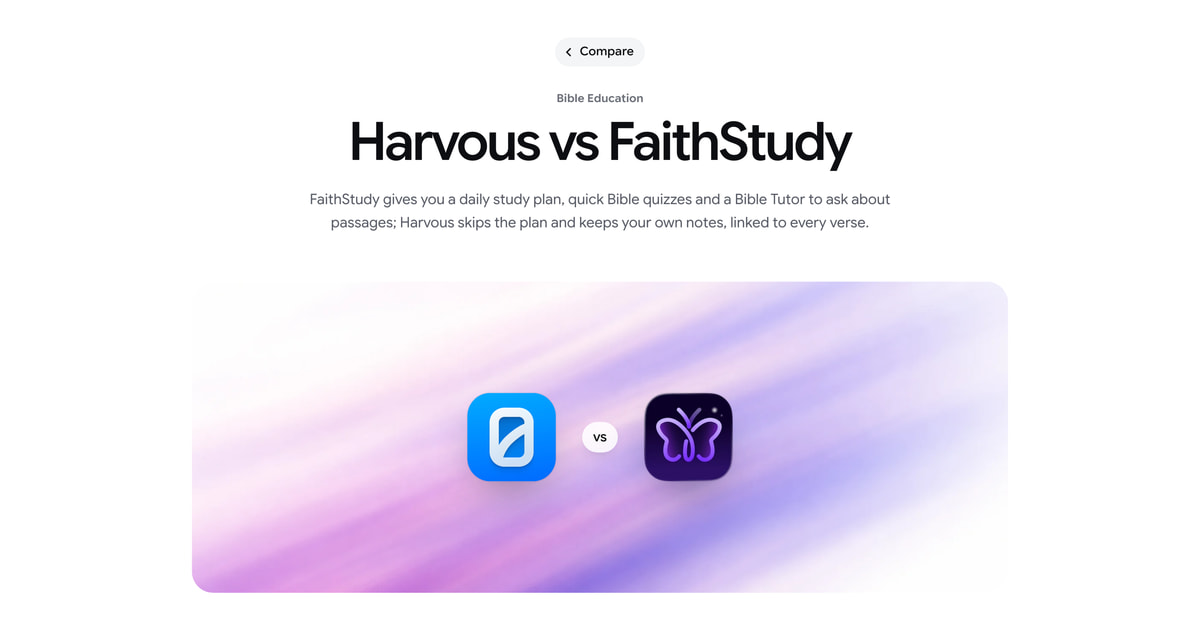 Compare
Bible Education
Harvous vs FaithStudy
FaithStudy gives you a daily study plan, quick Bible quizzes and a Bible Tutor to ask about
passages; Harvous skips the plan and keeps your own notes, linked to every verse.
vs